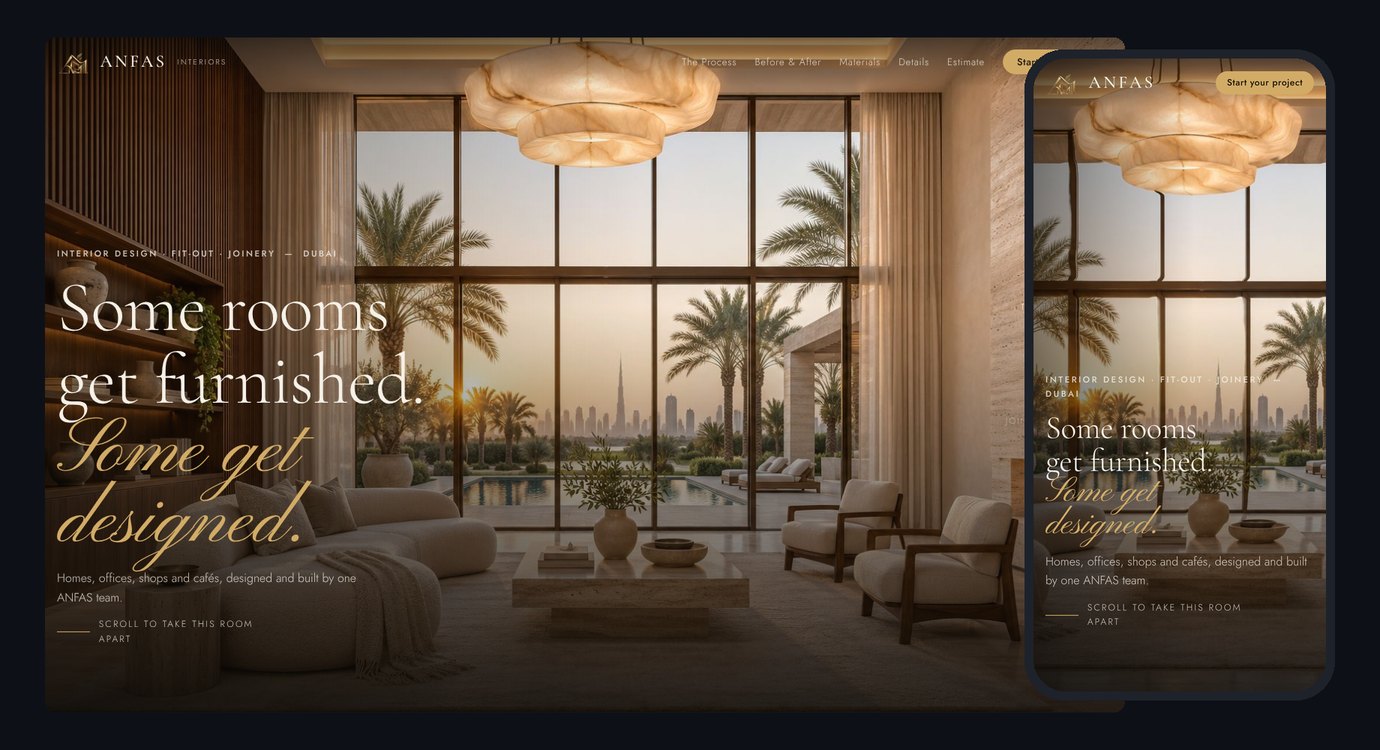 ANFAS INTERIORS
The Process Before & After Materials Details Estimate
INTERIOR DESIGN · FIT-OUT · JOINERY — DUBAI
Some rooms
get furnished.
Some get
designed.
Homes, offices, shops and cafés, designed and built by one
ANFAS team.
SCROLL TO TAKE THIS ROOM
APART
ANFAS
Start your project
INTERIOR DESIGN · FIT-OUT · JOINERY —
DUBAI
Some rooms
get furnished.
Some get
designed.
Homes, offices, shops and cafés, designed and built
by one ANFAS team.
SCROLL TO TAKE THIS ROOM
APART